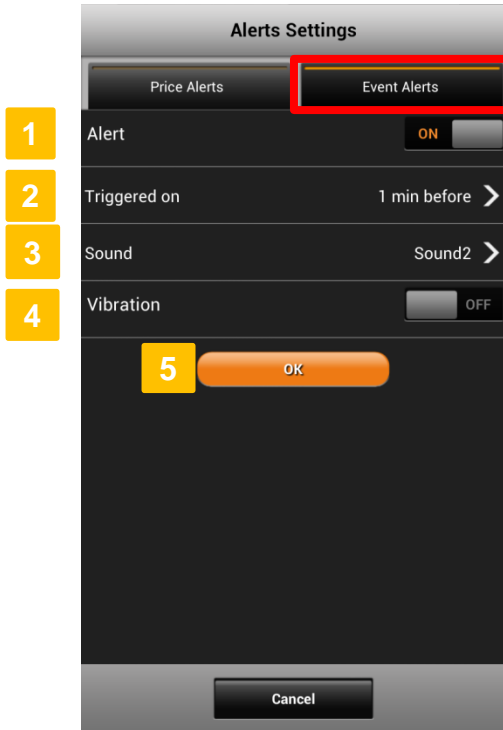 Alerts Settings
Price Alerts Event Alerts
1 Alert ON
2 Triggered on 1 min before
3 Sound Sound2
4 Vibration OFF
5 OK
Cancel